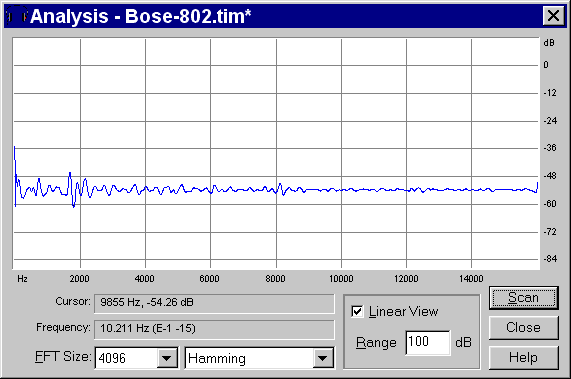 Analysis - Bose-802.tim*
dB
0
-12
-24
-36
-48
-60
-72
-84
Hz 2000 4000 6000 8000 10000 12000 14000
Cursor: 9855 Hz, -54.26 dB
Frequency: 10.211 Hz (E-1 -15)
FFT Size: 4096 Hamming
Linear View
Range 100 dB
Scan
Close
Help